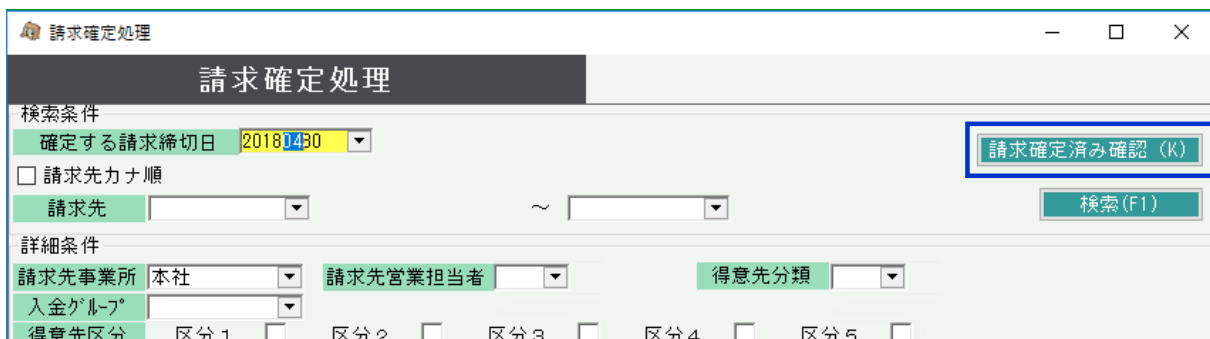 請求確定処理
請求確定処理
検索条件
確定する請求締切日 20180430
請求確定済み確認 (K)
請求先カナ順
請求先 ～
検索(F1)
詳細条件
請求先事業所 本社 請求先営業担当者 得意先分類
入金ｸﾞﾙｰﾌﾟ
得意先区分 区分１ 区分２ 区分３ 区分４ 区分５